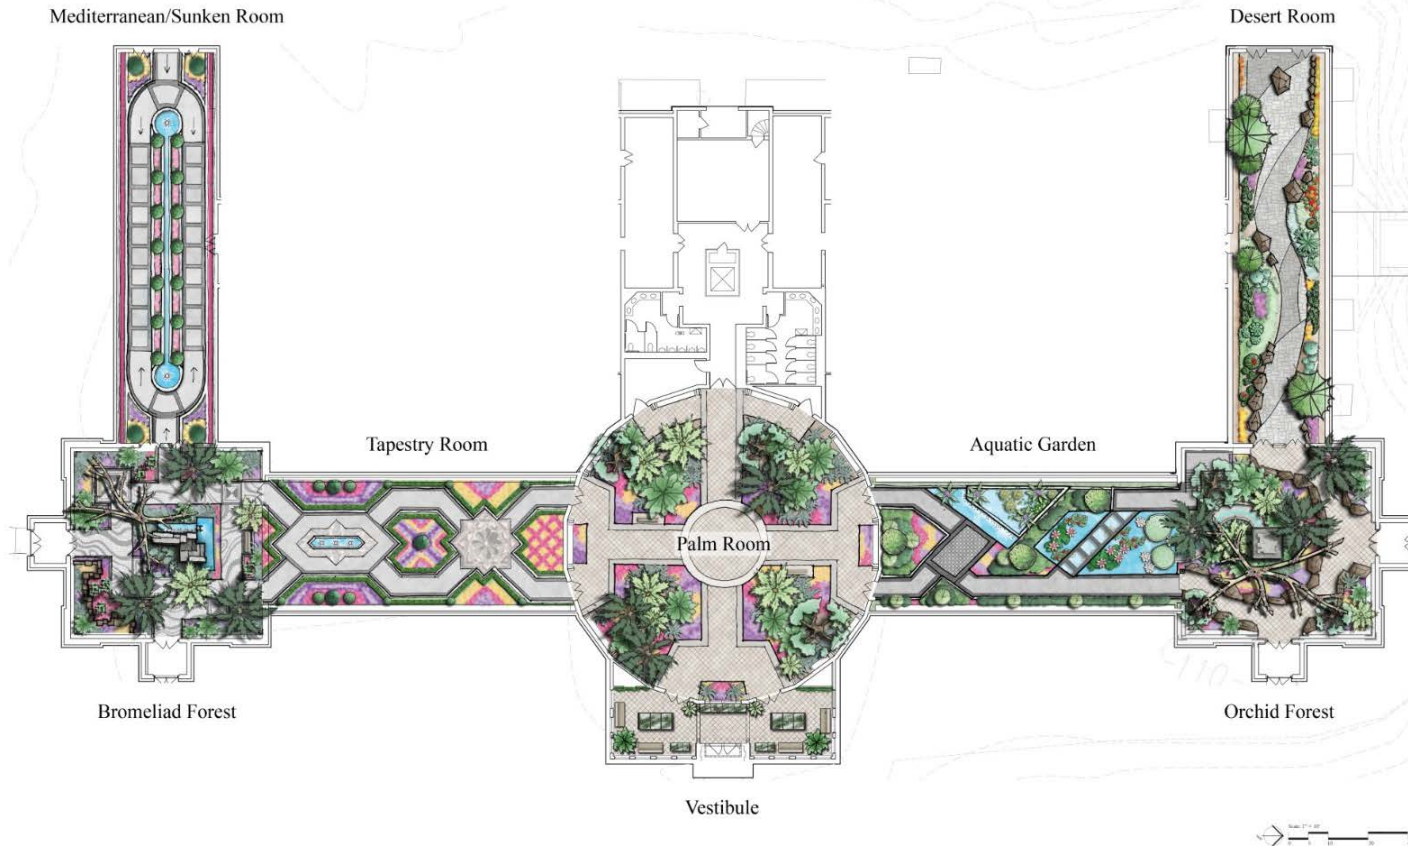 Mediterranean/Sunken Room
Desert Room
Tapestry Room
Aquatic Garden
Palm Room
Bromeliad Forest
Orchid Forest
Vestibule